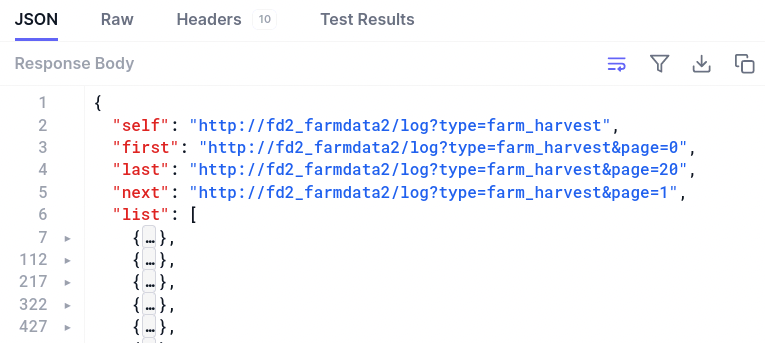 JSON Raw Headers 10 Test Results
Response Body
1 {
2 "self": "http://fd2_farmdata2/log?type=farm_harvest",
3 "first": "http://fd2_farmdata2/log?type=farm_harvest&page=0",
4 "last": "http://fd2_farmdata2/log?type=farm_harvest&page=20",
5 "next": "http://fd2_farmdata2/log?type=farm_harvest&page=1",
6 "list": [
7 ▸ {…},
112 ▸ {…},
217 ▸ {…},
322 ▸ {…},
427 ▸ {…},